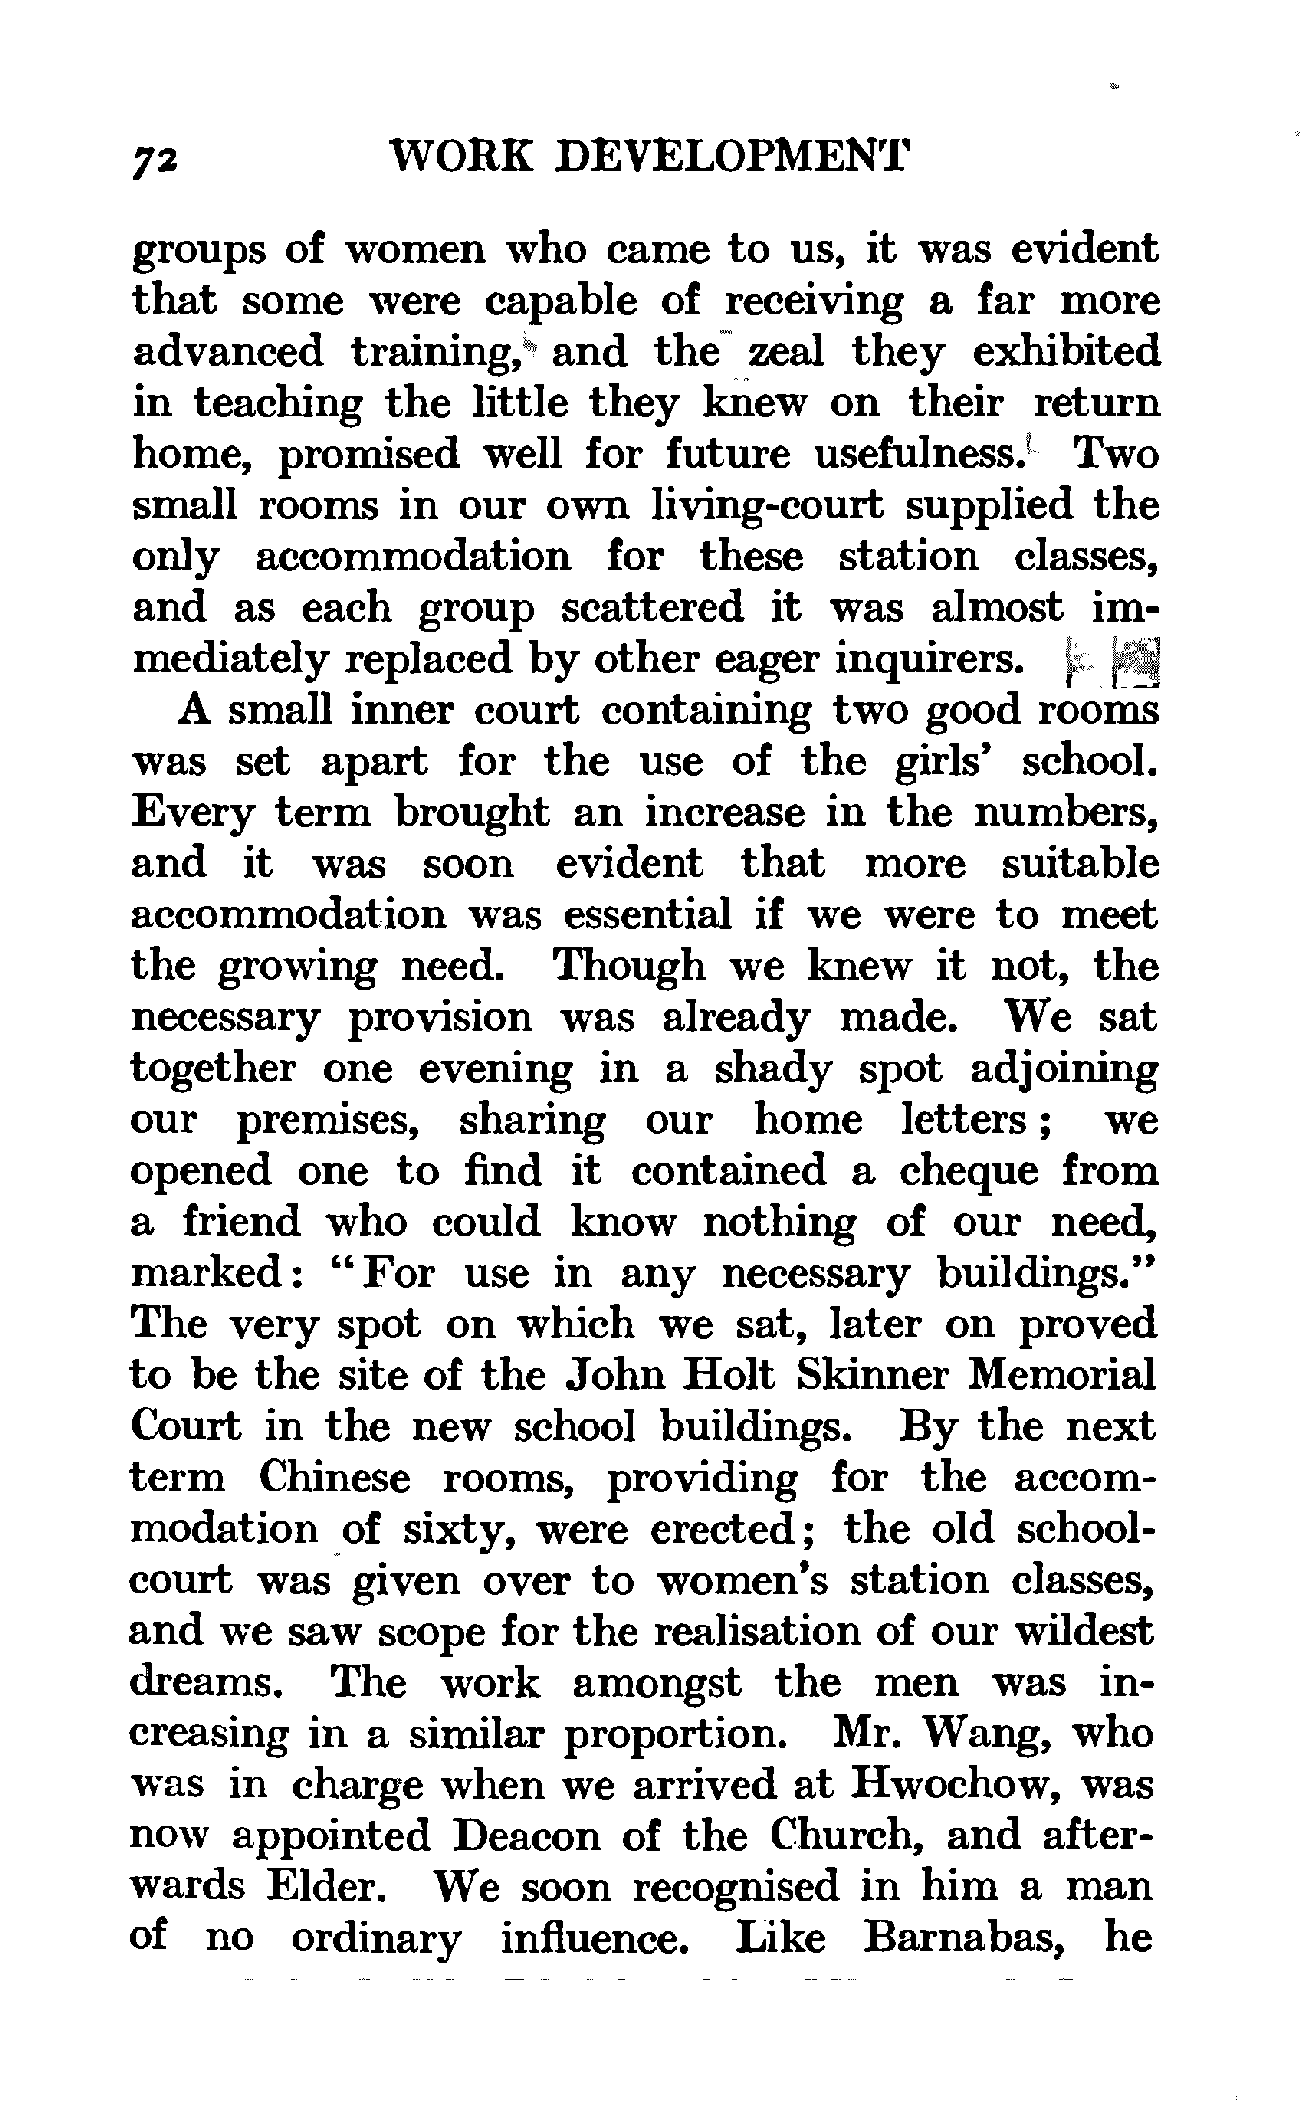 72 WORK DEVELOPMENT
groups of women who came to us, it was evident
that some were capable of receiving a far more
advanced training, and the zeal they exhibited
in teaching the little they knew on their return
home, promised well for future usefulness. Two
small rooms in our own living-court supplied the
only accommodation for these station classes,
and as each group scattered it was almost im-
mediately replaced by other eager inquirers.
A small inner court containing two good rooms
was set apart for the use of the girls' school.
Every term brought an increase in the numbers,
and it was soon evident that more suitable
accommodation was essential if we were to meet
the growing need. Though we knew it not, the
necessary provision was already made. We sat
together one evening in a shady spot adjoining
our premises, sharing our home letters ; we
opened one to find it contained a cheque from
a friend who could know nothing of our need,
marked : " For use in any necessary buildings."
The very spot on which we sat, later on proved
to be the site of the John Holt Skinner Memorial
Court in the new school buildings. By the next
term Chinese rooms, providing for the accom-
modation of sixty, were erected ; the old school-
court was given over to women's station classes,
and we saw scope for the realisation of our wildest
dreams. The work amongst the men was in-
creasing in a similar proportion. Mr. Wang, who
was in charge when we arrived at Hwochow, was
now appointed Deacon of the Church, and after-
wards Elder. We soon recognised in him a man
of no ordinary influence. Like Barnabas, he